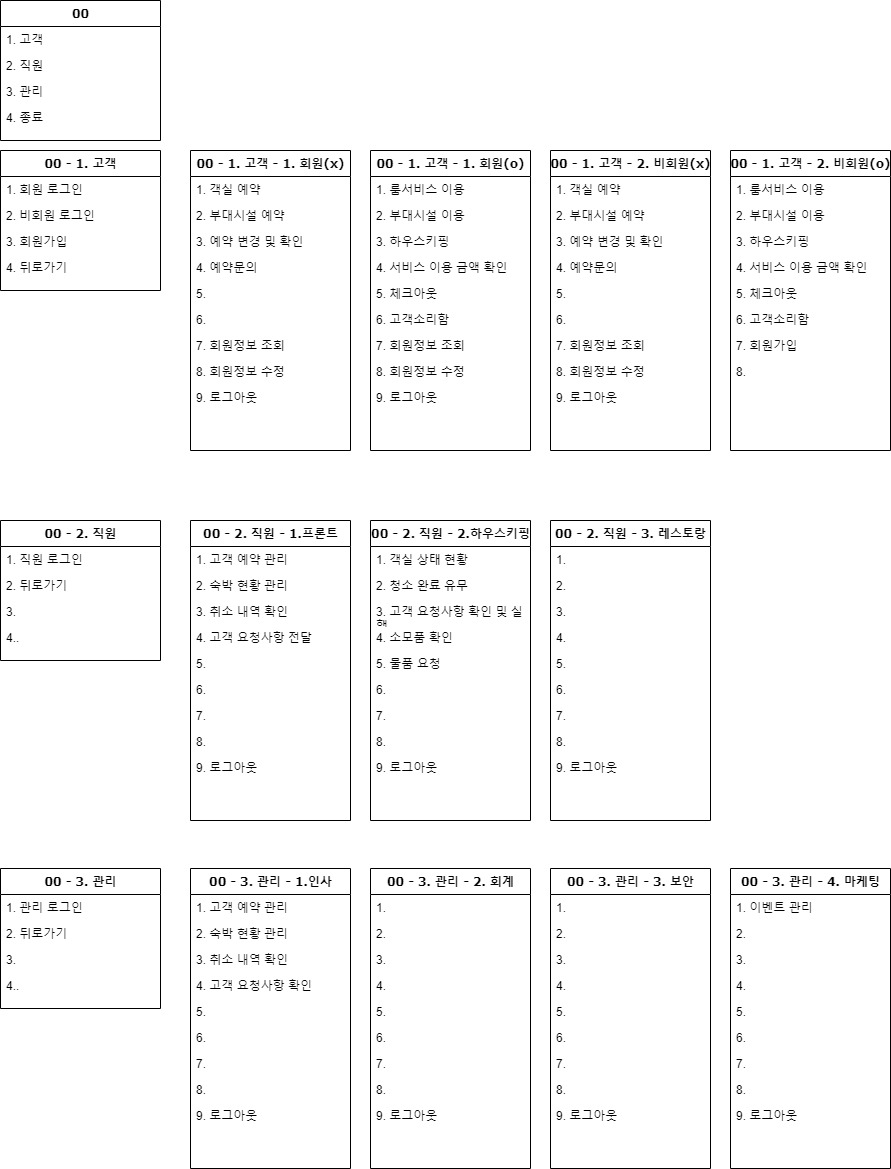 00
1. 고객
2. 직원
3. 관리
4. 종료
00 - 1. 고객
1. 회원 로그인
2. 비회원 로그인
3. 회원가입
4. 뒤로가기
00 - 1. 고객 - 1. 회원(x)
1. 객실 예약
2. 부대시설 예약
3. 예약 변경 및 확인
4. 예약문의
5.
6.
7. 회원정보 조회
8. 회원정보 수정
9. 로그아웃
00 - 1. 고객 - 1. 회원(o)
1. 룸서비스 이용
2. 부대시설 이용
3. 하우스키핑
4. 서비스 이용 금액 확인
5. 체크아웃
6. 고객소리함
7. 회원정보 조회
8. 회원정보 수정
9. 로그아웃
00 - 1. 고객 - 2. 비회원(x)
1. 객실 예약
2. 부대시설 예약
3. 예약 변경 및 확인
4. 예약문의
5.
6.
7. 회원정보 조회
8. 회원정보 수정
9. 로그아웃
00 - 1. 고객 - 2. 비회원(o)
1. 룸서비스 이용
2. 부대시설 이용
3. 하우스키핑
4. 서비스 이용 금액 확인
5. 체크아웃
6. 고객소리함
7. 회원가입
8.
00 - 2. 직원
1. 직원 로그인
2. 뒤로가기
3.
4..
00 - 2. 직원 - 1.프론트
1. 고객 예약 관리
2. 숙박 현황 관리
3. 취소 내역 확인
4. 고객 요청사항 전달
5.
6.
7.
8.
9. 로그아웃
00 - 2. 직원 - 2.하우스키핑
1. 객실 상태 현황
2. 청소 완료 유무
3. 고객 요청사항 확인 및 실
행
4. 소모품 확인
5. 물품 요청
6.
7.
8.
9. 로그아웃
00 - 2. 직원 - 3. 레스토랑
1.
2.
3.
4.
5.
6.
7.
8.
9. 로그아웃
00 - 3. 관리
1. 관리 로그인
2. 뒤로가기
3.
4..
00 - 3. 관리 - 1.인사
1. 고객 예약 관리
2. 숙박 현황 관리
3. 취소 내역 확인
4. 고객 요청사항 확인
5.
6.
7.
8.
9. 로그아웃
00 - 3. 관리 - 2. 회계
1.
2.
3.
4.
5.
6.
7.
8.
9. 로그아웃
00 - 3. 관리 - 3. 보안
1.
2.
3.
4.
5.
6.
7.
8.
9. 로그아웃
00 - 3. 관리 - 4. 마케팅
1. 이벤트 관리
2.
3.
4.
5.
6.
7.
8.
9. 로그아웃